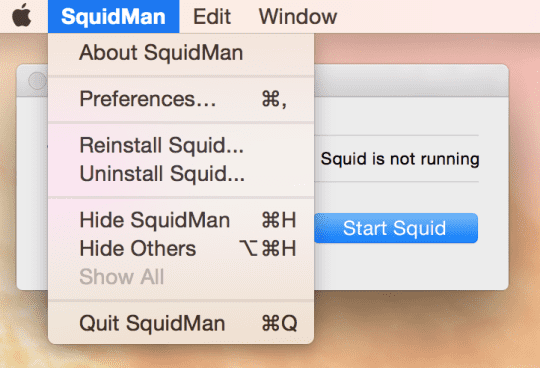 SquidMan Edit Window
About SquidMan
Preferences... ⌘,
Reinstall Squid...
Uninstall Squid...
Squid is not running
Hide SquidMan ⌘H
Hide Others ⌥⌘H
Start Squid
Show All
Quit SquidMan ⌘Q